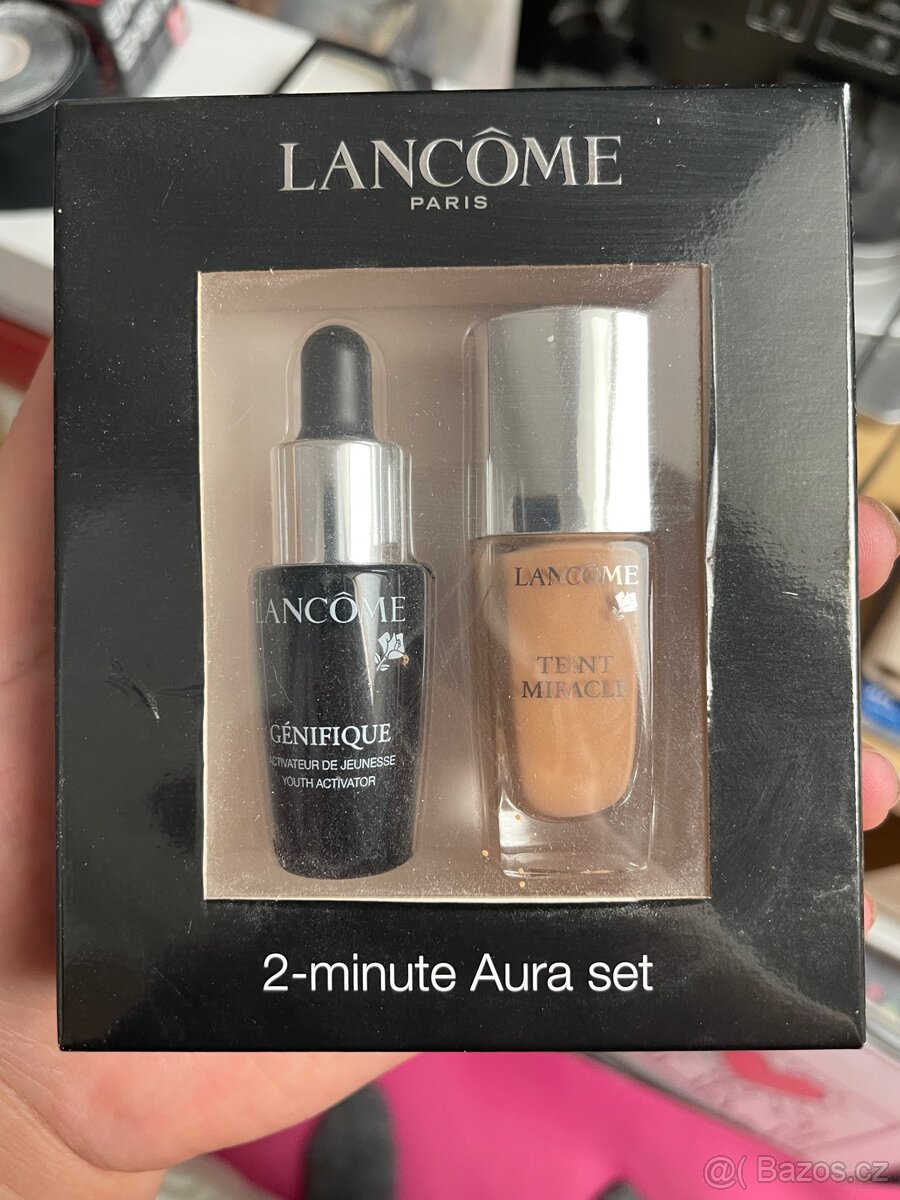 LANCÔME
PARIS
LANCÔME
GÉNIFIQUE
ACTIVATEUR DE JEUNESSE
YOUTH ACTIVATOR
LANCÔME
TEINT
MIRACLE
2-minute Aura set
@( Bazos.cz